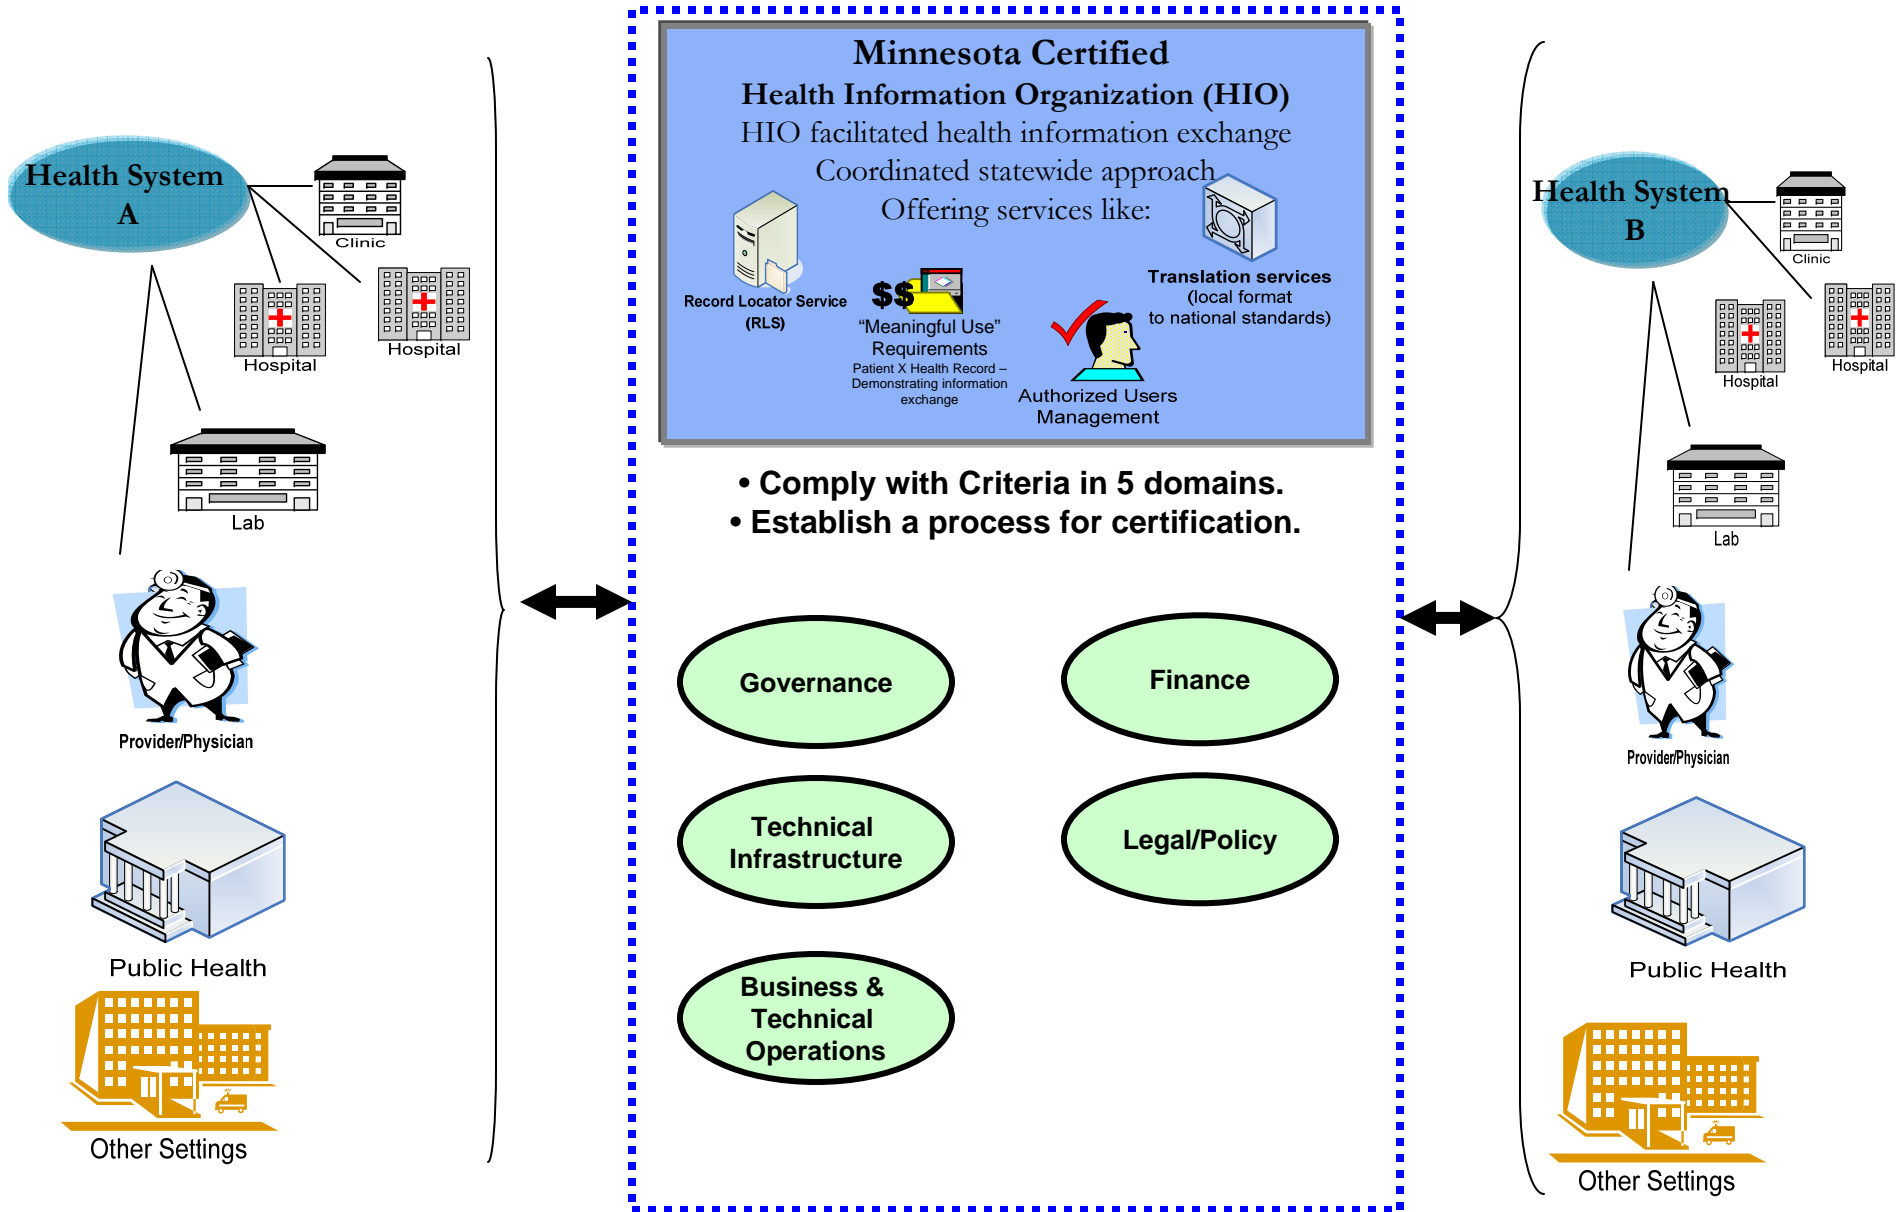 Minnesota Certified
Health Information Organization (HIO)
HIO facilitated health information exchange
Coordinated statewide approach
Offering services like:
Record Locator Service
(RLS)
$$
“Meaningful Use”
Requirements
Patient X Health Record –
Demonstrating information
exchange
Authorized Users
Management
Translation services
(local format
to national standards)
• Comply with Criteria in 5 domains.
• Establish a process for certification.
Governance
Finance
Technical
Infrastructure
Legal/Policy
Business &
Technical
Operations
Health System
A
Clinic
Hospital
Hospital
Lab
Provider/Physician
Public Health
Other Settings
Health System
B
Clinic
Hospital
Hospital
Lab
Provider/Physician
Public Health
Other Settings